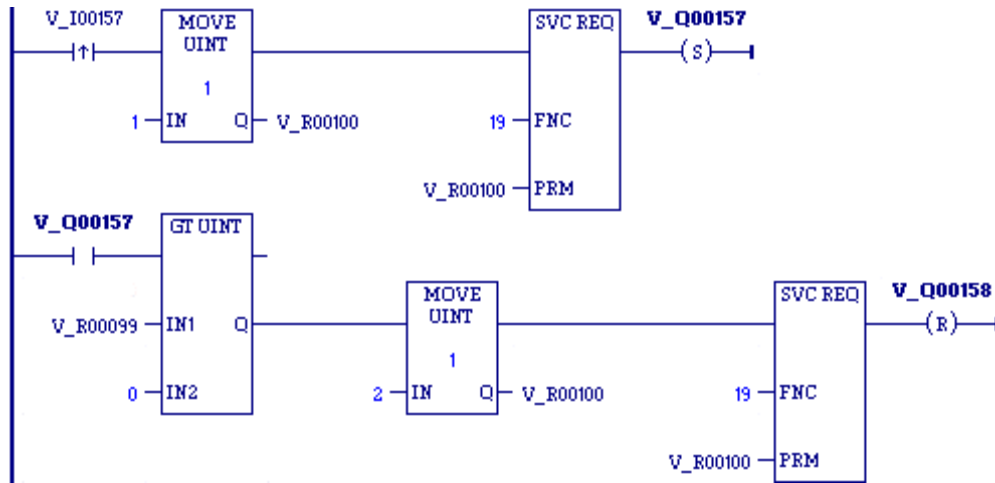 V_I00157
MOVE
UINT
1
1 IN Q V_R00100
SVC REQ
19 FNC
V_R00100 PRM
V_Q00157
(S)
V_Q00157
GT UINT
V_R00099 IN1 Q
0 IN2
MOVE
UINT
1
2 IN Q V_R00100
SVC REQ
19 FNC
V_R00100 PRM
V_Q00158
(R)